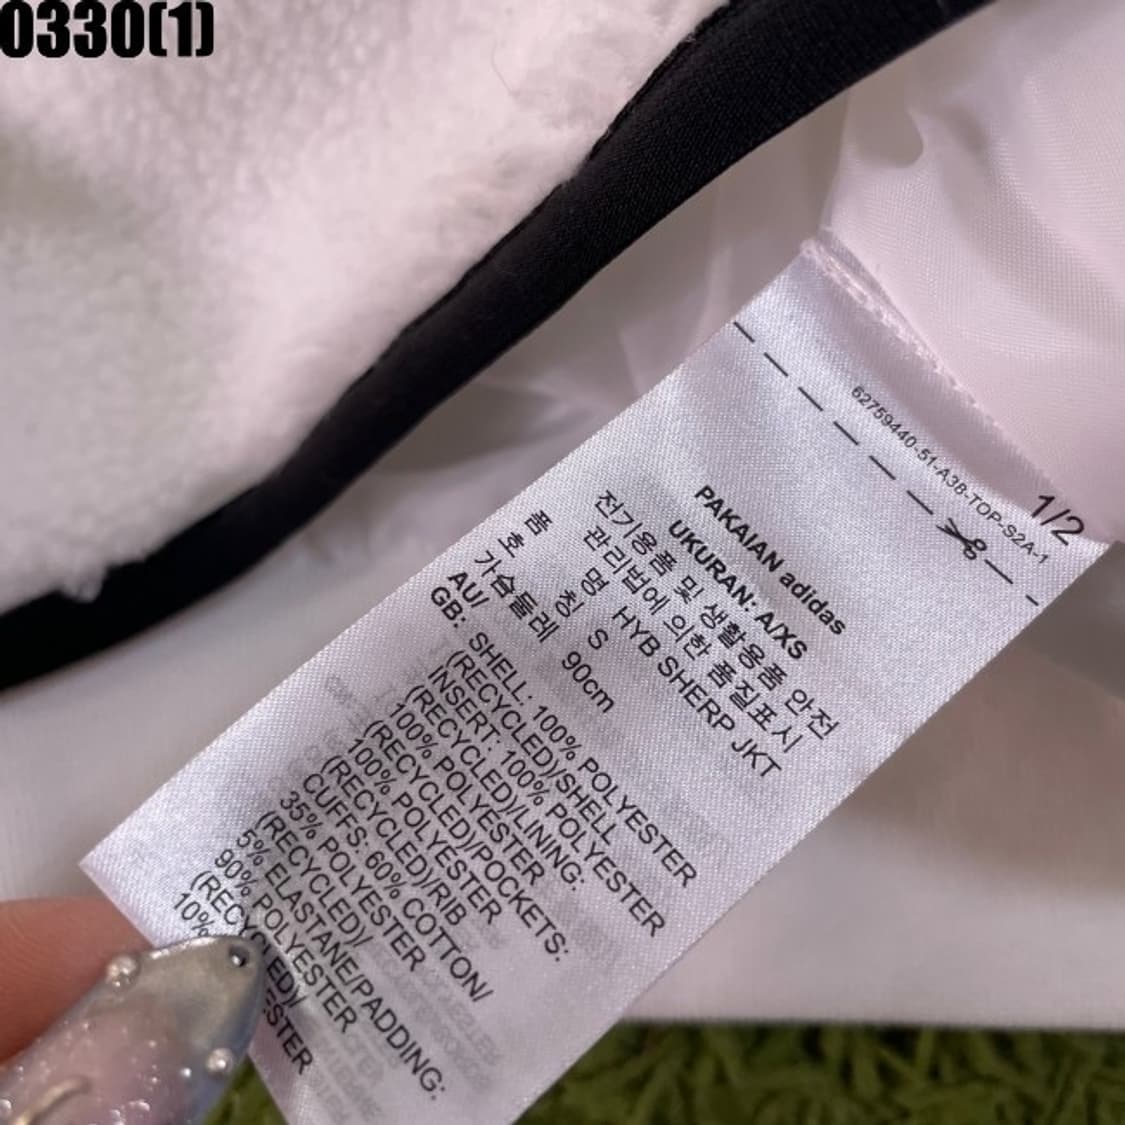 0330(1)
62759440-51-A38-TOP-S2A-1
1/2
PAKAIAN adidas
UKURAN: A/XS
전기용품 및 생활용품 안전
관리법에 의한 품질표시
품 명 HYB SHERP JKT
호 칭 S
가슴둘레 90cm
AU/
GB: SHELL: 100% POLYESTER
(RECYCLED)/SHELL
INSERT: 100% POLYESTER
(RECYCLED)/LINING:
100% POLYESTER
(RECYCLED)/POCKETS:
100% POLYESTER
(RECYCLED)/RIB
CUFFS: 60% COTTON/
35% POLYESTER
(RECYCLED)/
5% ELASTANE/PADDING:
90% POLYESTER
(RECYCLED)/
10%